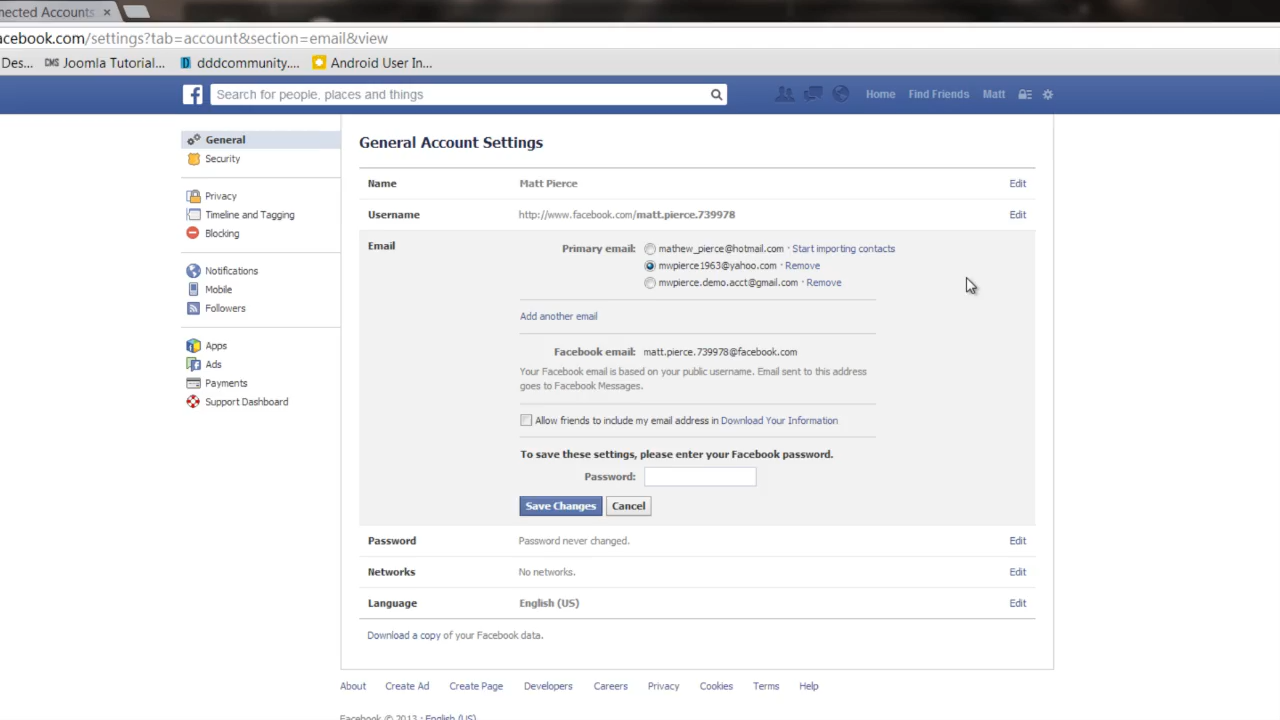 nected Accounts ×
acebook.com/settings?tab=account&section=email&view
Des... CMS Joomla Tutorial... D dddcommunity.... Android User In...
f Search for people, places and things Home Find Friends Matt
General
Security
Privacy
Timeline and Tagging
Blocking
Notifications
Mobile
Followers
Apps
Ads
Payments
Support Dashboard
General Account Settings
Name Matt Pierce Edit
Username http://www.facebook.com/matt.pierce.739978 Edit
Email Primary email: mathew_pierce@hotmail.com · Start importing contacts
mwpierce1963@yahoo.com · Remove
mwpierce.demo.acct@gmail.com · Remove
Add another email
Facebook email: matt.pierce.739978@facebook.com
Your Facebook email is based on your public username. Email sent to this address
goes to Facebook Messages.
Allow friends to include my email address in Download Your Information
To save these settings, please enter your Facebook password.
Password:
Save Changes Cancel
Password Password never changed. Edit
Networks No networks. Edit
Language English (US) Edit
Download a copy of your Facebook data.
About Create Ad Create Page Developers Careers Privacy Cookies Terms Help
Facebook © 2013 · English (US)